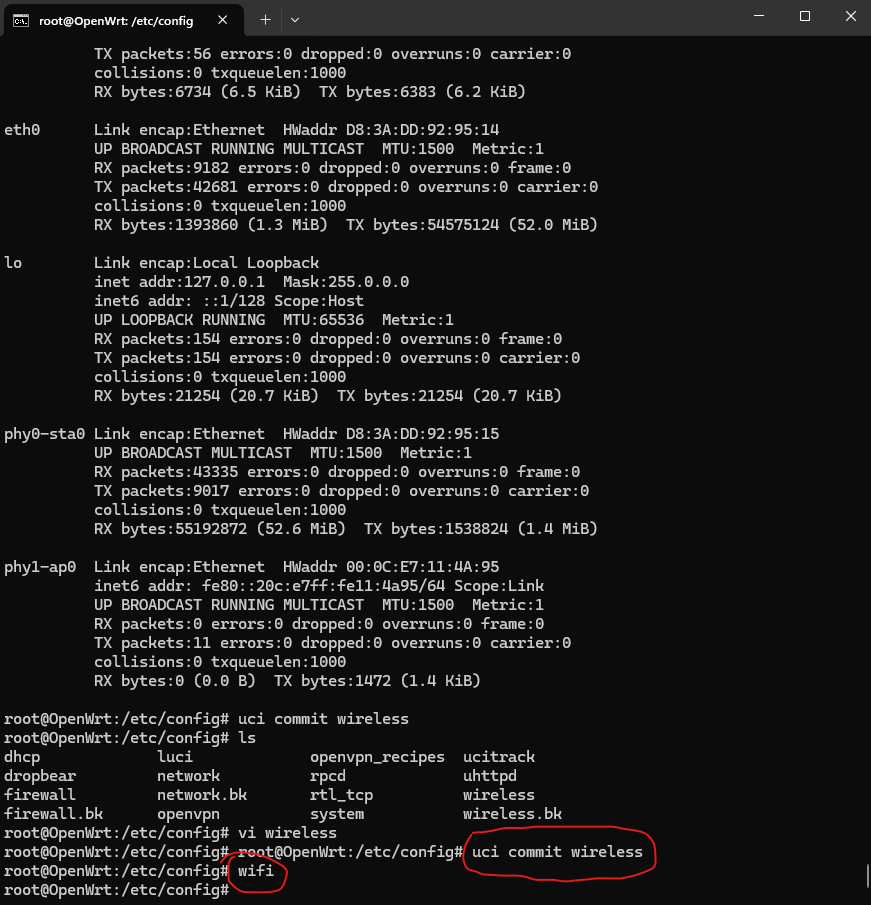 root@OpenWrt: /etc/config
TX packets:56 errors:0 dropped:0 overruns:0 carrier:0
collisions:0 txqueuelen:1000
RX bytes:6734 (6.5 KiB)  TX bytes:6383 (6.2 KiB)
eth0      Link encap:Ethernet  HWaddr D8:3A:DD:92:95:14
UP BROADCAST RUNNING MULTICAST  MTU:1500  Metric:1
RX packets:9182 errors:0 dropped:0 overruns:0 frame:0
TX packets:42681 errors:0 dropped:0 overruns:0 carrier:0
collisions:0 txqueuelen:1000
RX bytes:1393860 (1.3 MiB)  TX bytes:54575124 (52.0 MiB)
lo        Link encap:Local Loopback
inet addr:127.0.0.1  Mask:255.0.0.0
inet6 addr: ::1/128 Scope:Host
UP LOOPBACK RUNNING  MTU:65536  Metric:1
RX packets:154 errors:0 dropped:0 overruns:0 frame:0
TX packets:154 errors:0 dropped:0 overruns:0 carrier:0
collisions:0 txqueuelen:1000
RX bytes:21254 (20.7 KiB)  TX bytes:21254 (20.7 KiB)
phy0-sta0 Link encap:Ethernet  HWaddr D8:3A:DD:92:95:15
UP BROADCAST MULTICAST  MTU:1500  Metric:1
RX packets:43335 errors:0 dropped:0 overruns:0 frame:0
TX packets:9017 errors:0 dropped:0 overruns:0 carrier:0
collisions:0 txqueuelen:1000
RX bytes:55192872 (52.6 MiB)  TX bytes:1538824 (1.4 MiB)
phy1-ap0  Link encap:Ethernet  HWaddr 00:0C:E7:11:4A:95
inet6 addr: fe80::20c:e7ff:fe11:4a95/64 Scope:Link
UP BROADCAST RUNNING MULTICAST  MTU:1500  Metric:1
RX packets:0 errors:0 dropped:0 overruns:0 frame:0
TX packets:11 errors:0 dropped:0 overruns:0 carrier:0
collisions:0 txqueuelen:1000
RX bytes:0 (0.0 B)  TX bytes:1472 (1.4 KiB)
root@OpenWrt:/etc/config# uci commit wireless
root@OpenWrt:/etc/config# ls
dhcp             luci             openvpn_recipes  ucitrack
dropbear         network          rpcd             uhttpd
firewall         network.bk       rtl_tcp          wireless
firewall.bk      openvpn          system           wireless.bk
root@OpenWrt:/etc/config# vi wireless
root@OpenWrt:/etc/config# root@OpenWrt:/etc/config# uci commit wireless
root@OpenWrt:/etc/config# wifi
root@OpenWrt:/etc/config#